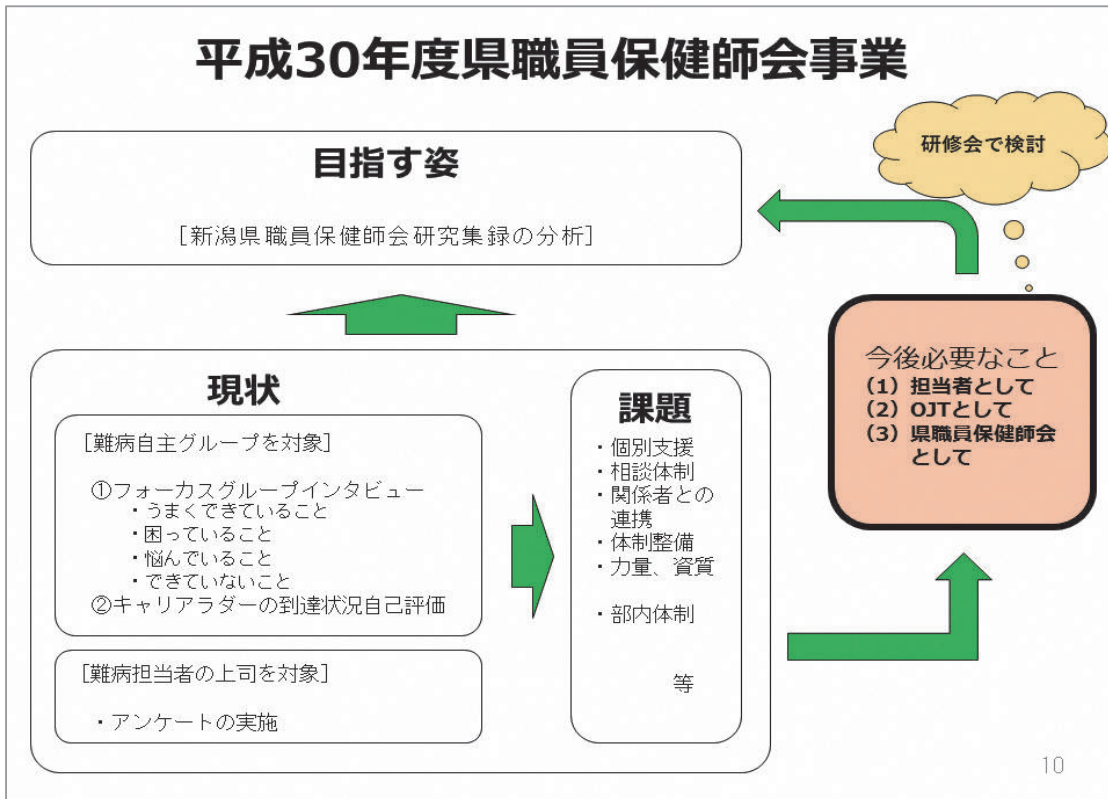 平成30年度県職員保健師会事業
研修会で検討
目指す姿
[新潟県職員保健師会研究集録の分析]
現状
[難病自主グループを対象]
①フォーカスグループインタビュー
・うまくできていること
・困っていること
・悩んでいること
・できていないこと
②キャリアラダーの到達状況自己評価
[難病担当者の上司を対象]
・アンケートの実施
課題
・個別支援
・相談体制
・関係者との
連携
・体制整備
・力量、資質
・部内体制
等
今後必要なこと
(1) 担当者として
(2) OJTとして
(3) 県職員保健師会
として
10